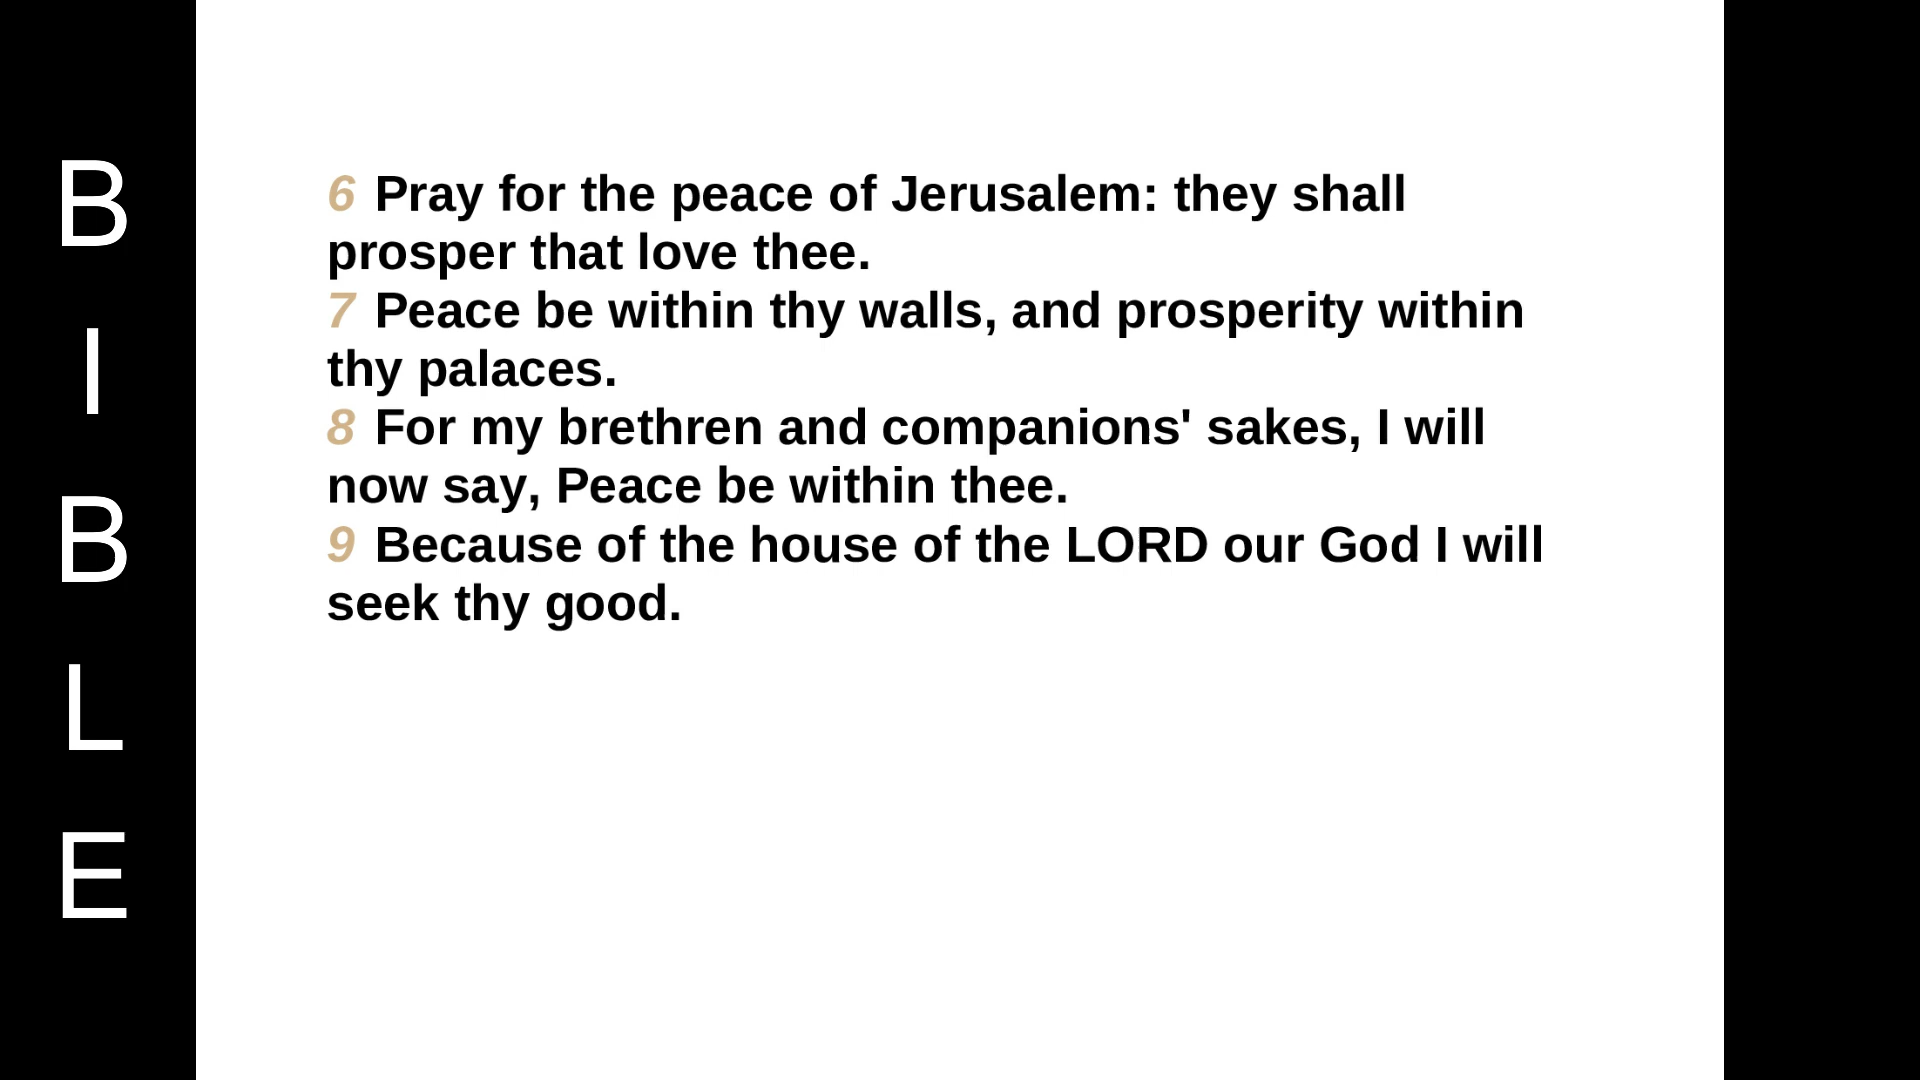 B
I
B
L
E
6 Pray for the peace of Jerusalem: they shall
prosper that love thee.
7 Peace be within thy walls, and prosperity within
thy palaces.
8 For my brethren and companions' sakes, I will
now say, Peace be within thee.
9 Because of the house of the LORD our God I will
seek thy good.